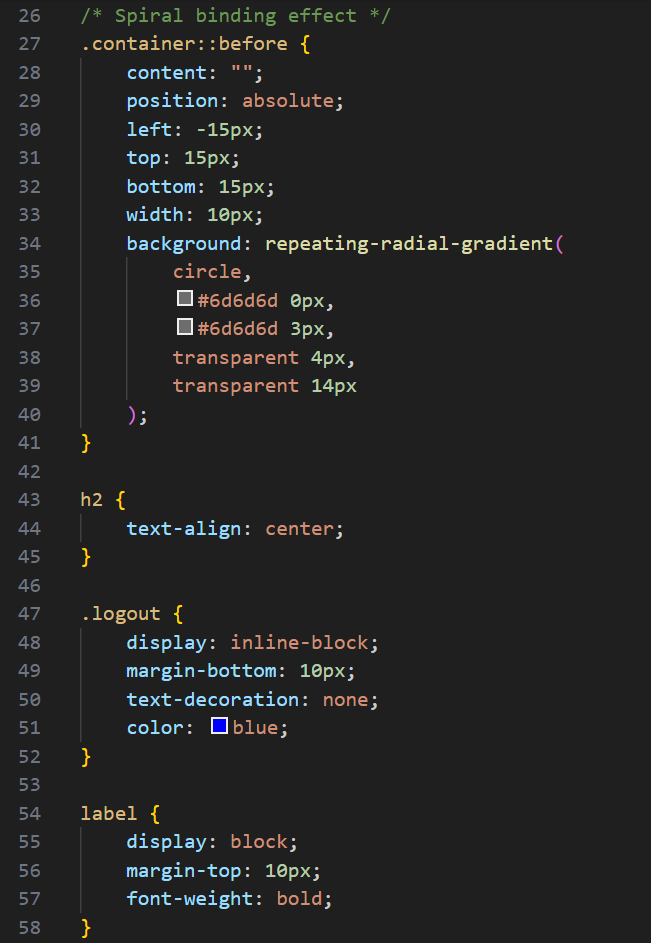 26 /* Spiral binding effect */
27 .container::before {
28     content: "";
29     position: absolute;
30     left: -15px;
31     top: 15px;
32     bottom: 15px;
33     width: 10px;
34     background: repeating-radial-gradient(
35         circle,
36         #6d6d6d 0px,
37         #6d6d6d 3px,
38         transparent 4px,
39         transparent 14px
40     );
41 }
42
43 h2 {
44     text-align: center;
45 }
46
47 .logout {
48     display: inline-block;
49     margin-bottom: 10px;
50     text-decoration: none;
51     color: blue;
52 }
53
54 label {
55     display: block;
56     margin-top: 10px;
57     font-weight: bold;
58 }